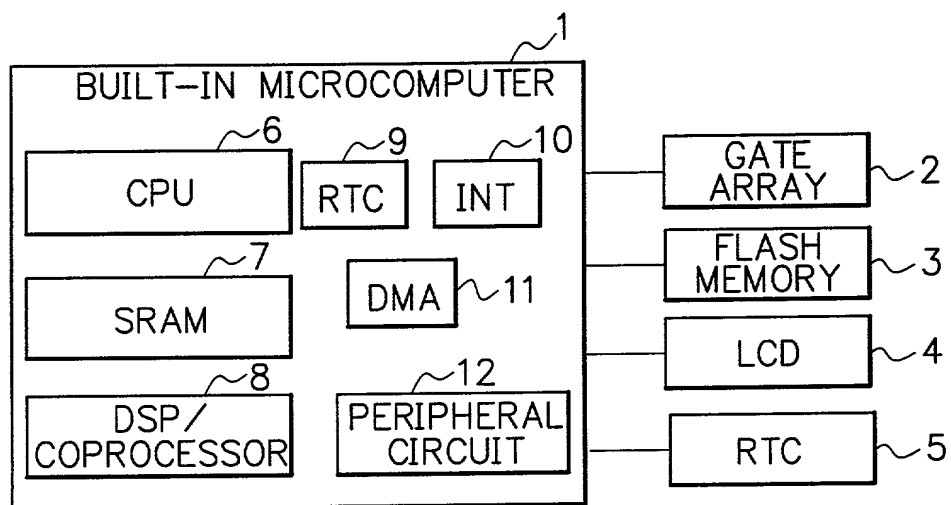 1
BUILT-IN MICROCOMPUTER
6
CPU
9
RTC
10
INT
GATE
ARRAY
2
7
SRAM
DMA
11
FLASH
MEMORY
3
LCD
4
8
DSP/
COPROCESSOR
12
PERIPHERAL
CIRCUIT
RTC
5